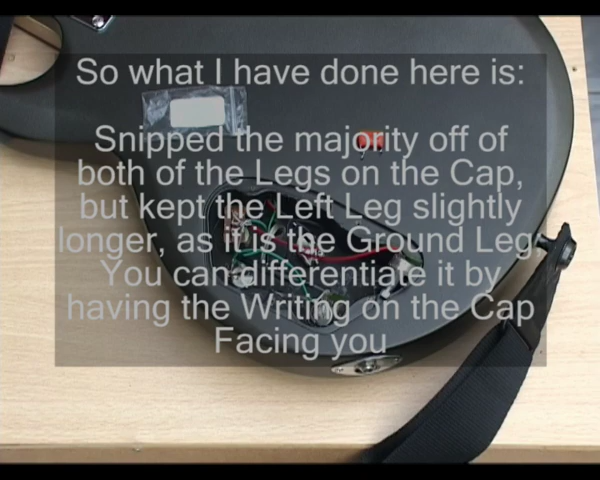 So what I have done here is:
Snipped the majority off of
both of the Legs on the Cap,
but kept the Left Leg slightly
longer, as it is the Ground Leg
You can differentiate it by
having the Writing on the Cap
Facing you